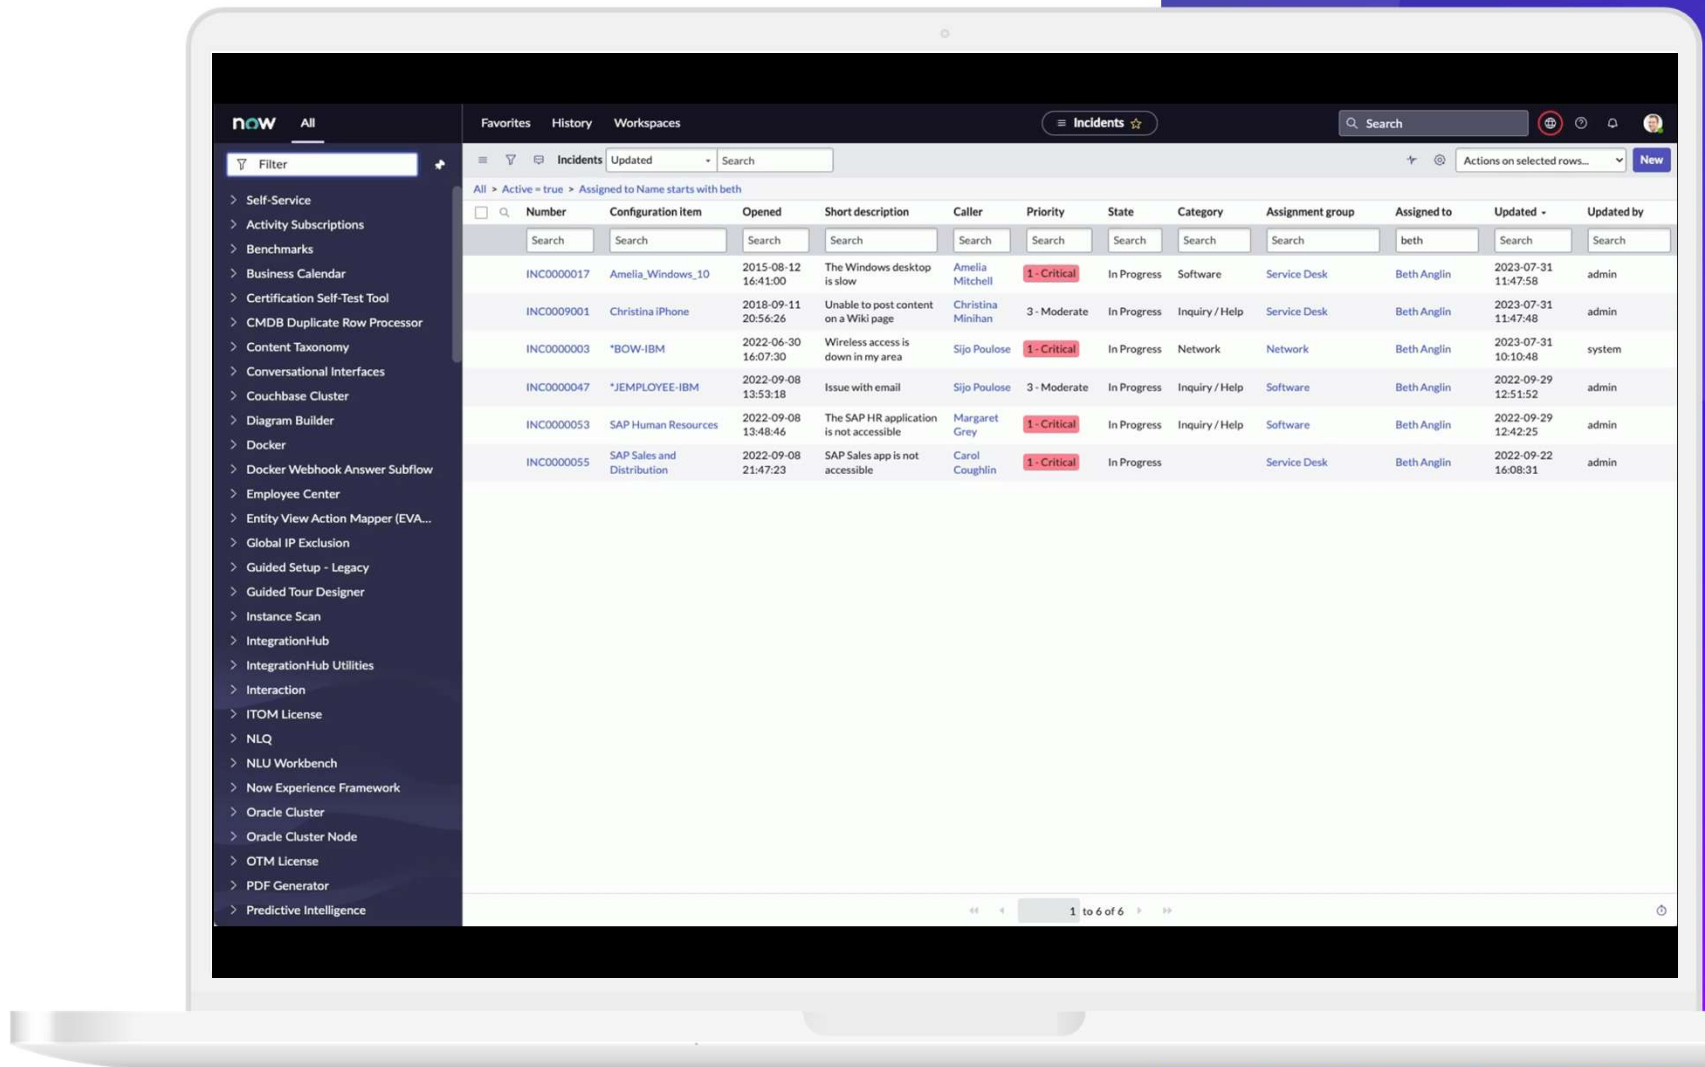 now All Favorites History Workspaces Incidents Search
Filter
Incidents Updated Search Actions on selected rows... New
All > Active = true > Assigned to Name starts with beth
Number Configuration item Opened Short description Caller Priority State Category Assignment group Assigned to Updated Updated by
Search Search Search Search Search Search Search Search Search beth Search Search
INC0000017 Amelia_Windows_10 2015-08-12 16:41:00 The Windows desktop is slow Amelia Mitchell 1 - Critical In Progress Software Service Desk Beth Anglin 2023-07-31 11:47:58 admin
INC0009001 Christina iPhone 2018-09-11 20:56:26 Unable to post content on a Wiki page Christina Minihan 3 - Moderate In Progress Inquiry / Help Service Desk Beth Anglin 2023-07-31 11:47:48 admin
INC0000003 *BOW-IBM 2022-06-30 16:07:30 Wireless access is down in my area Sijo Poulose 1 - Critical In Progress Network Network Beth Anglin 2023-07-31 10:10:48 system
INC0000047 *JEMPLOYEE-IBM 2022-09-08 13:53:18 Issue with email Sijo Poulose 3 - Moderate In Progress Inquiry / Help Software Beth Anglin 2022-09-29 12:51:52 admin
INC0000053 SAP Human Resources 2022-09-08 13:48:46 The SAP HR application is not accessible Margaret Grey 1 - Critical In Progress Inquiry / Help Software Beth Anglin 2022-09-29 12:42:25 admin
INC0000055 SAP Sales and Distribution 2022-09-08 21:47:23 SAP Sales app is not accessible Carol Coughlin 1 - Critical In Progress Service Desk Beth Anglin 2022-09-22 16:08:31 admin
Self-Service
Activity Subscriptions
Benchmarks
Business Calendar
Certification Self-Test Tool
CMDB Duplicate Row Processor
Content Taxonomy
Conversational Interfaces
Couchbase Cluster
Diagram Builder
Docker
Docker Webhook Answer Subflow
Employee Center
Entity View Action Mapper (EVA...
Global IP Exclusion
Guided Setup - Legacy
Guided Tour Designer
Instance Scan
IntegrationHub
IntegrationHub Utilities
Interaction
ITOM License
NLQ
NLU Workbench
Now Experience Framework
Oracle Cluster
Oracle Cluster Node
OTM License
PDF Generator
Predictive Intelligence
1 to 6 of 6